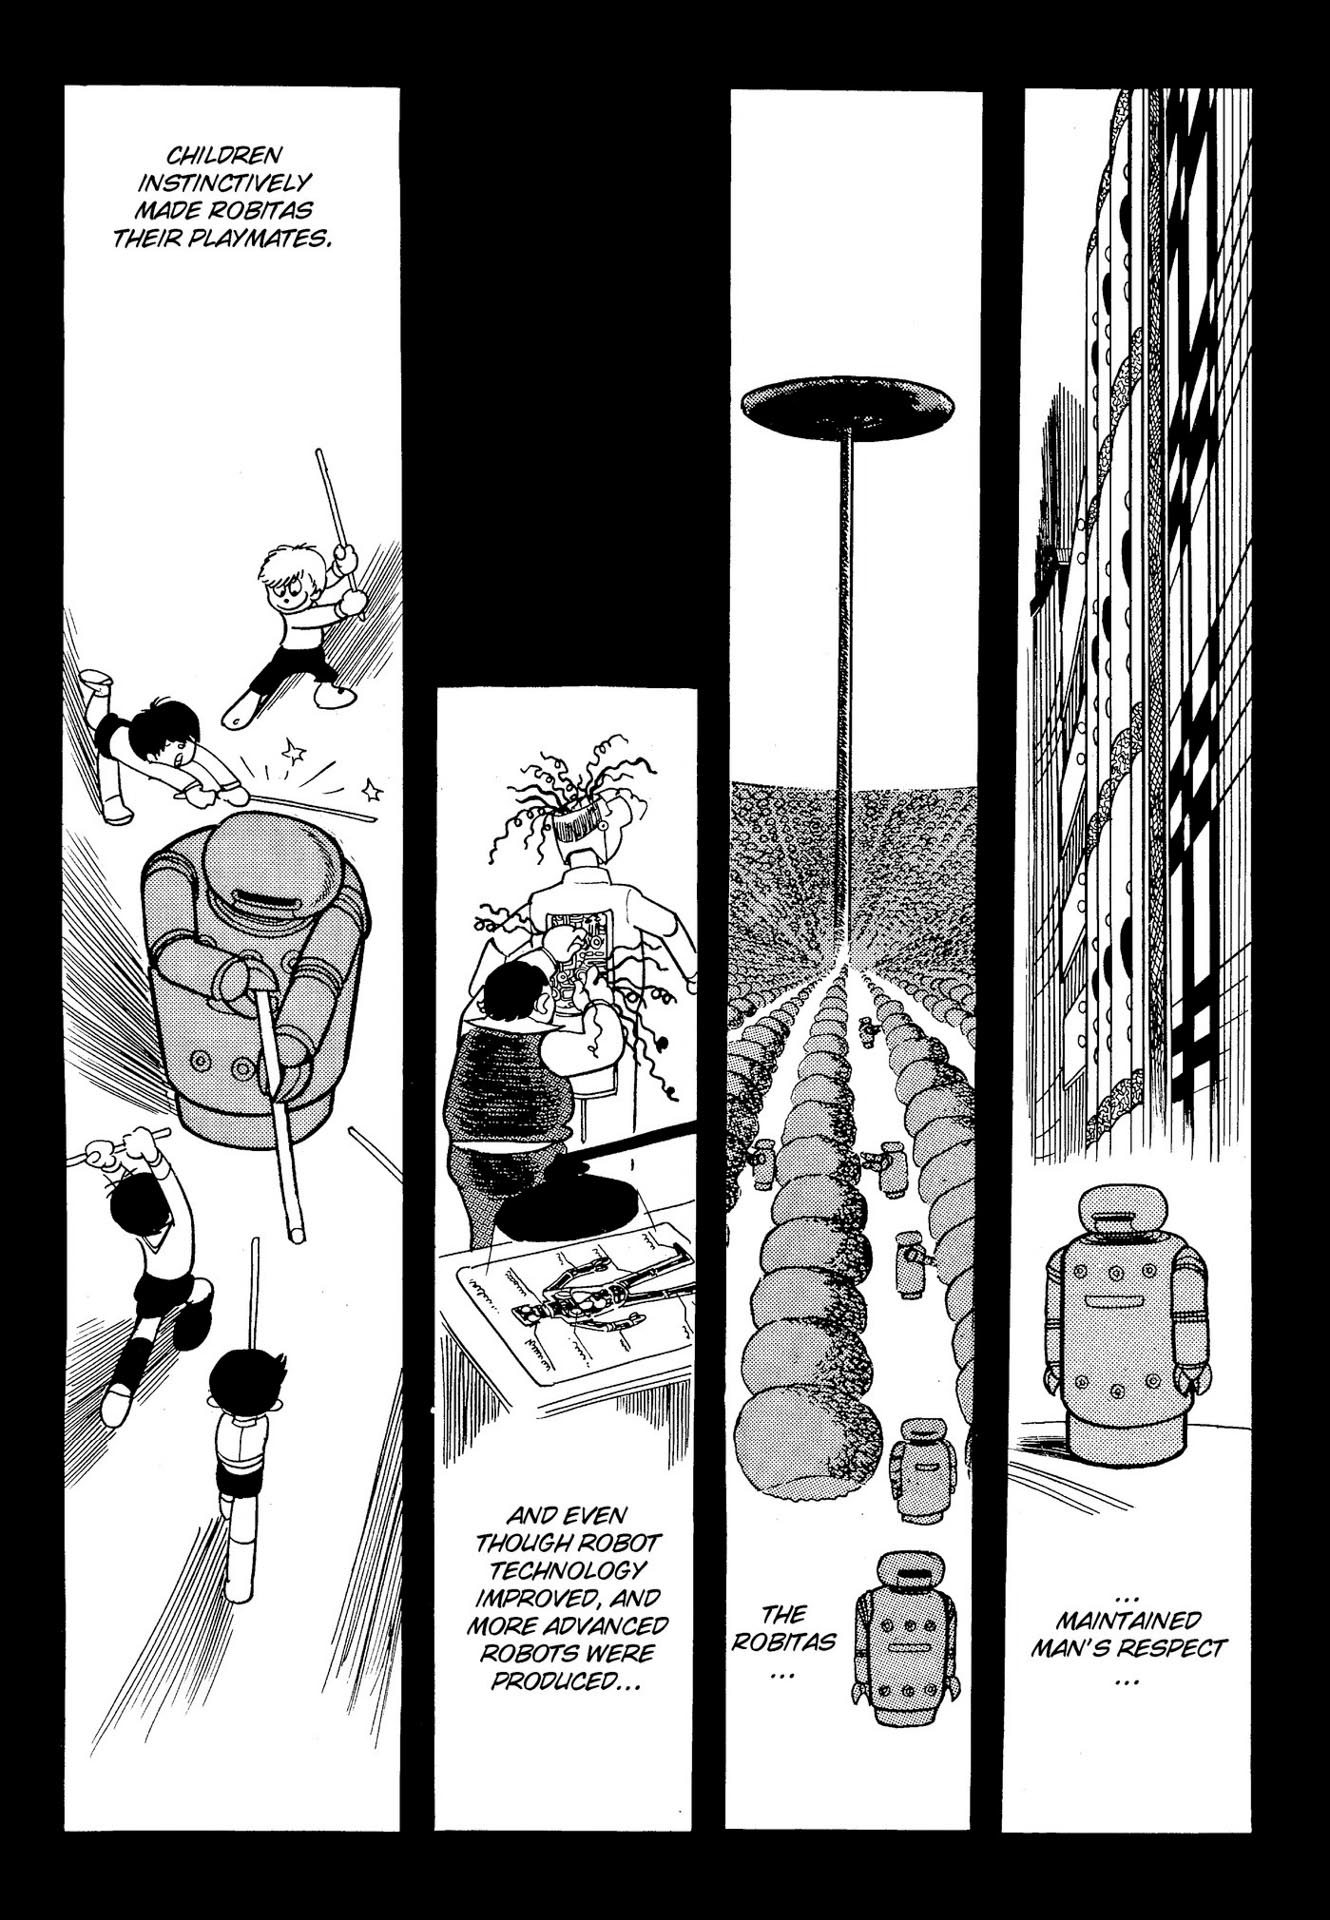 CHILDREN
INSTINCTIVELY
MADE ROBITAS
THEIR PLAYMATES.
AND EVEN
THOUGH ROBOT
TECHNOLOGY
IMPROVED, AND
MORE ADVANCED
ROBOTS WERE
PRODUCED...
THE
ROBITAS
...
...
MAINTAINED
MAN'S RESPECT
...